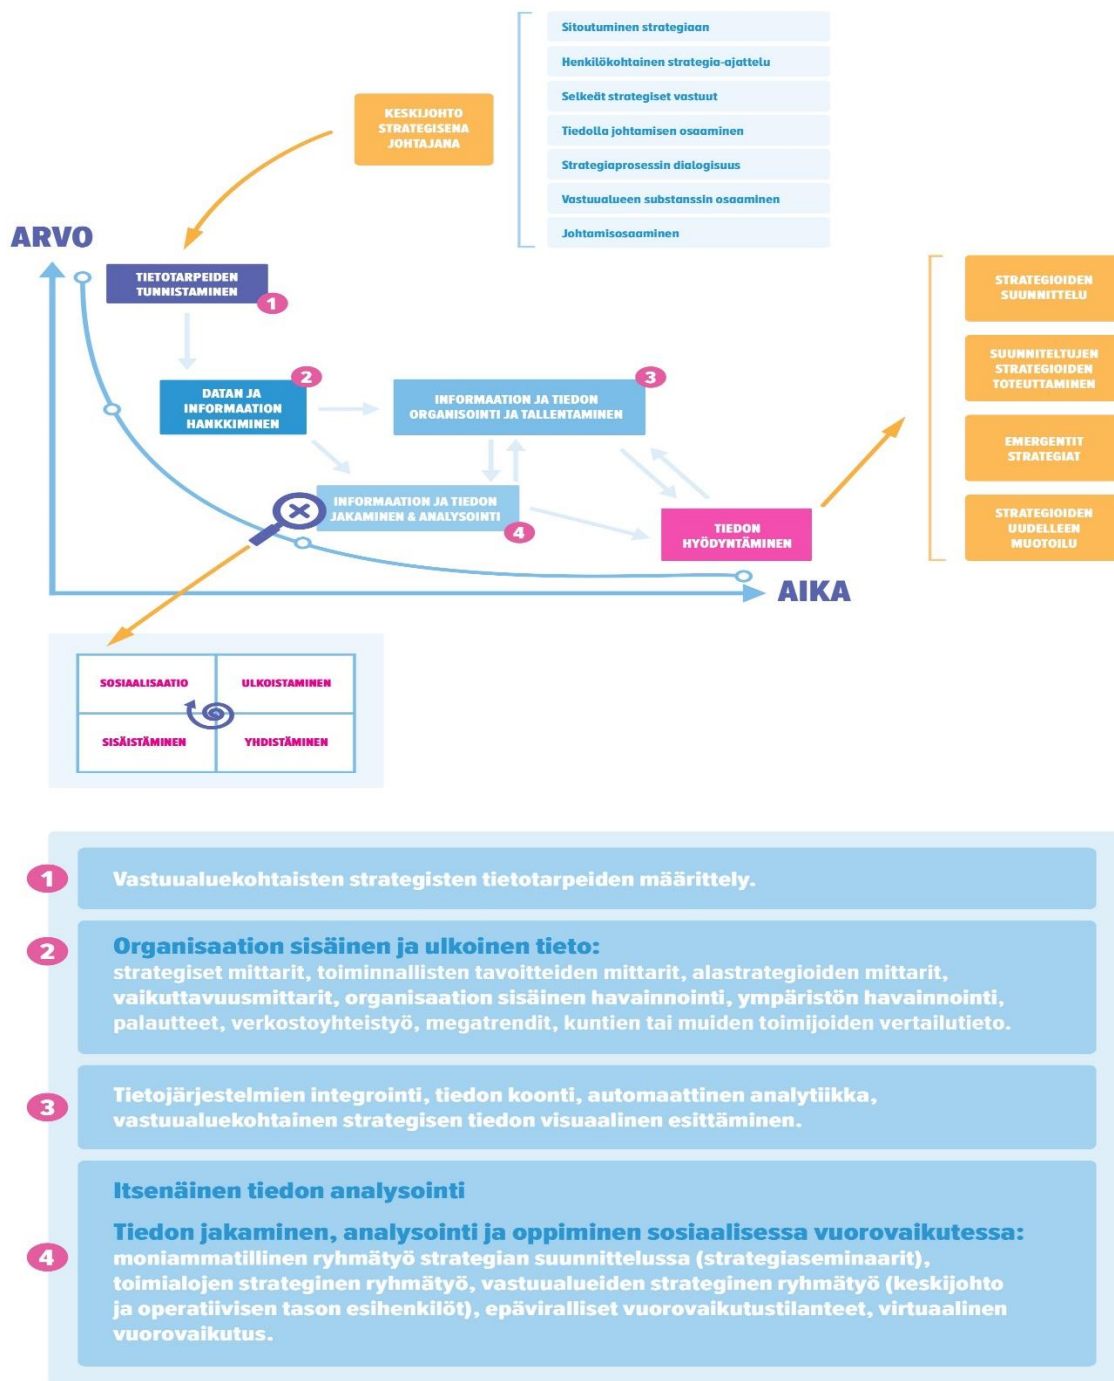 Sitoutuminen strategiaan
Henkilökohtainen strategia-ajattelu
Selkeät strategiset vastuut
Tiedolla johtamisen osaaminen
Strategiaprosessin dialogisuus
Vastuualueen substanssin osaaminen
Johtamisosaaminen
KESKIJOHTO
STRATEGISENA
JOHTAJANA
ARVO
TIETOTARPEIDEN
TUNNISTAMINEN
1
DATAN JA
INFORMAATION
HANKKIMINEN
2
INFORMAATION JA TIEDON
ORGANISOINTI JA TALLENTAMINEN
3
INFORMAATION JA TIEDON
JAKAMINEN & ANALYSOINTI
4
TIEDON
HYÖDYNTÄMINEN
AIKA
STRATEGIOIDEN
SUUNNITTELU
SUUNNITELTUJEN
STRATEGIOIDEN
TOTEUTTAMINEN
EMERGENTIT
STRATEGIAT
STRATEGIOIDEN
UUDELLEEN
MUOTOILU
SOSIAALISAATIO
ULKOISTAMINEN
SISÄISTÄMINEN
YHDISTÄMINEN
1
Vastuualuekohtaisten strategisten tietotarpeiden määrittely.
2
Organisaation sisäinen ja ulkoinen tieto:
strategiset mittarit, toiminnallisten tavoitteiden mittarit, alastrategioiden mittarit,
vaikuttavuusmittarit, organisaation sisäinen havainnointi, ympäristön havainnointi,
palautteet, verkostoyhteistyö, megatrendit, kuntien tai muiden toimijoiden vertailutieto.
3
Tietojärjestelmien integrointi, tiedon koonti, automaattinen analytiikka,
vastuualuekohtainen strategisen tiedon visuaalinen esittäminen.
4
Itsenäinen tiedon analysointi
Tiedon jakaminen, analysointi ja oppiminen sosiaalisessa vuorovaikutessa:
moniammatillinen ryhmätyö strategian suunnittelussa (strategiaseminaarit),
toimialojen strateginen ryhmätyö, vastuualueiden strateginen ryhmätyö (keskijohto
ja operatiivisen tason esihenkilöt), epäviralliset vuorovaikutustilanteet, virtuaalinen
vuorovaikutus.